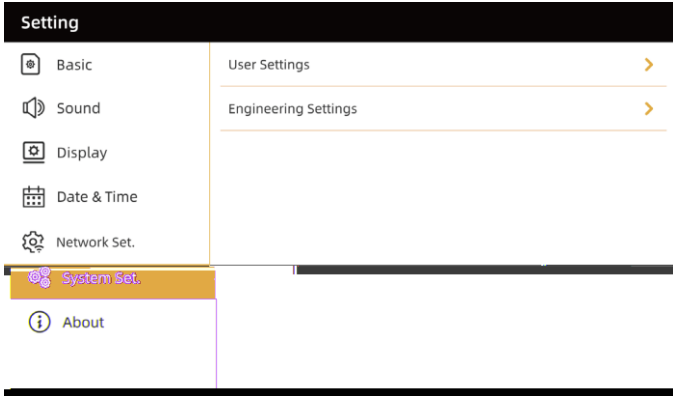 Setting
Basic
User Settings
Sound
Engineering Settings
Display
Date & Time
Network Set.
System Set.
About